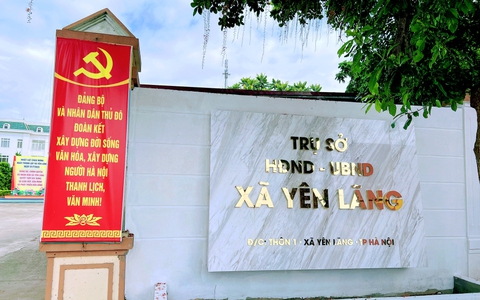 ĐẢNG BỘ
VÀ NHÂN DÂN THỦ ĐÔ
ĐOÀN KẾT
XÂY DỰNG ĐỜI SỐNG
VĂN HÓA, XÂY DỰNG
NGƯỜI HÀ NỘI
THANH LỊCH,
VĂN MINH!
TRỤ SỞ
HĐND - UBND
XÃ YÊN LÃNG
Đ/C: THÔN 1 - XÃ YÊN LÃNG - TP HÀ NỘI